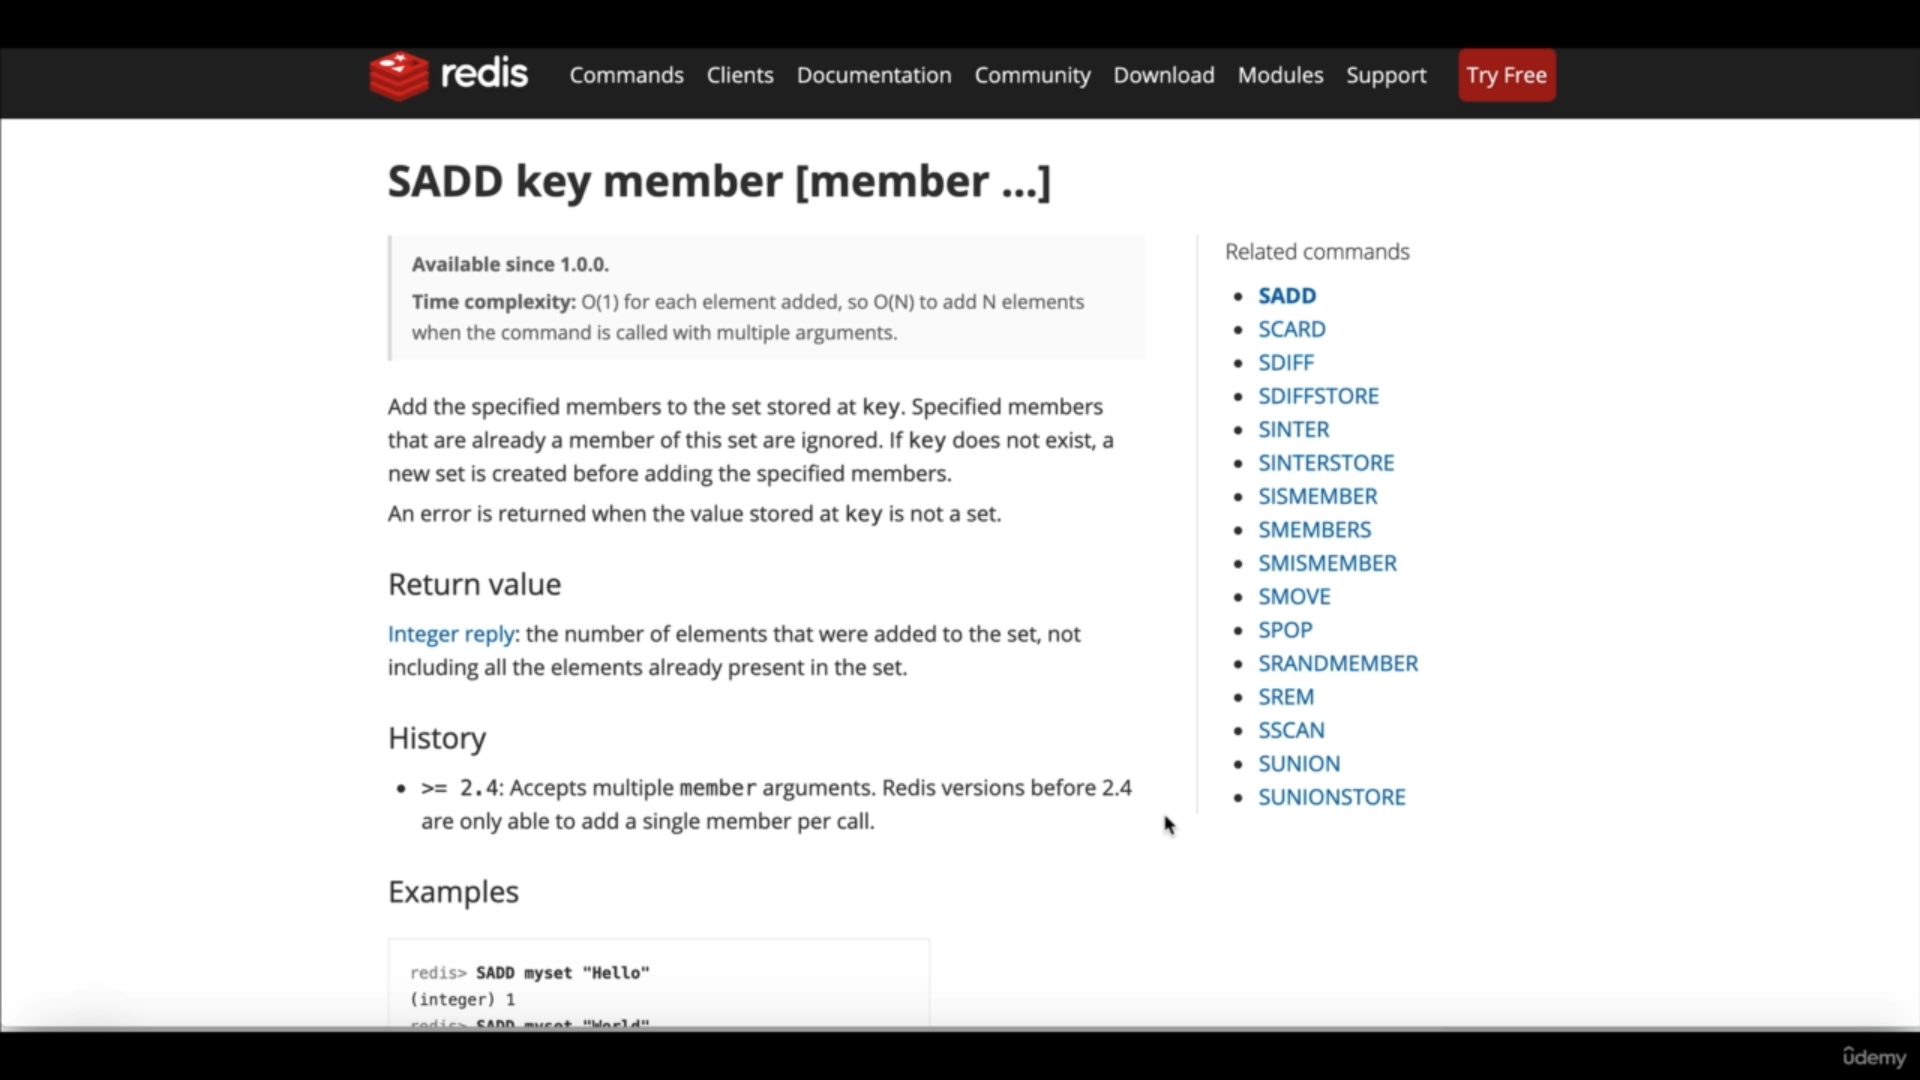 redis Commands Clients Documentation Community Download Modules Support Try Free
SADD key member [member ...]
Available since 1.0.0.
Time complexity: O(1) for each element added, so O(N) to add N elements
when the command is called with multiple arguments.
Add the specified members to the set stored at key. Specified members
that are already a member of this set are ignored. If key does not exist, a
new set is created before adding the specified members.
An error is returned when the value stored at key is not a set.
Return value
Integer reply: the number of elements that were added to the set, not
including all the elements already present in the set.
History
• >= 2.4: Accepts multiple member arguments. Redis versions before 2.4
are only able to add a single member per call.
Examples
redis> SADD myset "Hello"
(integer) 1
redis> SADD myset "World"
Related commands
• SADD
• SCARD
• SDIFF
• SDIFFSTORE
• SINTER
• SINTERSTORE
• SISMEMBER
• SMEMBERS
• SMISMEMBER
• SMOVE
• SPOP
• SRANDMEMBER
• SREM
• SSCAN
• SUNION
• SUNIONSTORE
ûdemy